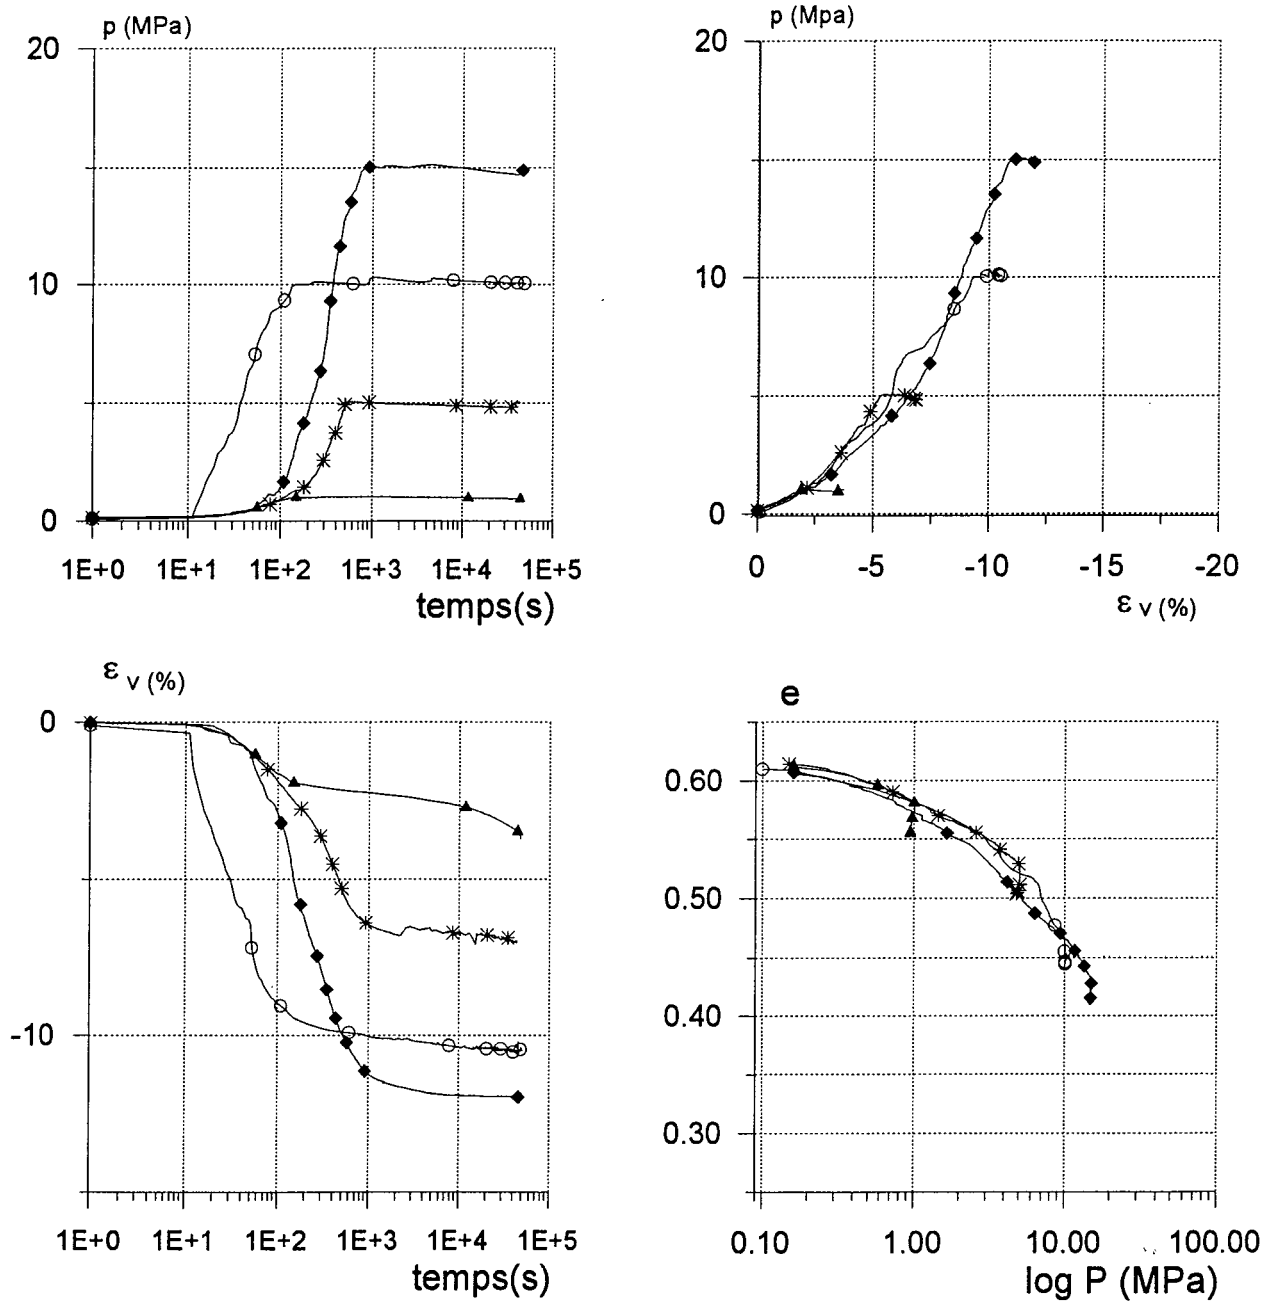 p (MPa)
20
10
0
1E+0 1E+1 1E+2 1E+3 1E+4 1E+5
temps(s)
p (Mpa)
20
10
0
0 -5 -10 -15 -20
ε v (%)
ε v (%)
0
-10
1E+0 1E+1 1E+2 1E+3 1E+4 1E+5
temps(s)
e
0.60
0.50
0.40
0.30
0.10 1.00 10.00 100.00
log P (MPa)